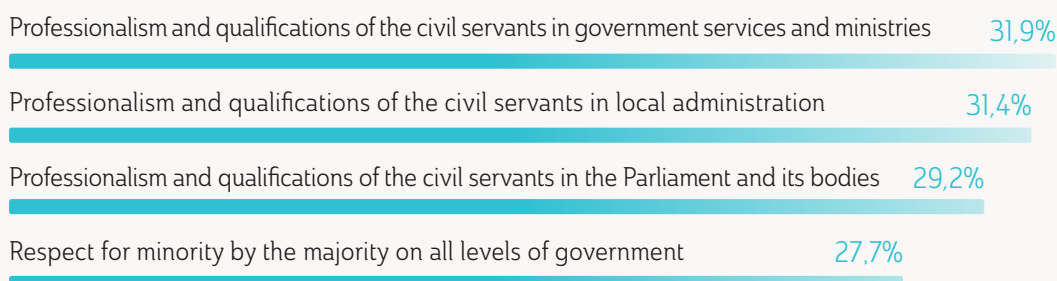 Professionalism and qualifications of the civil servants in government services and ministries 31,9%
Professionalism and qualifications of the civil servants in local administration 31,4%
Professionalism and qualifications of the civil servants in the Parliament and its bodies 29,2%
Respect for minority by the majority on all levels of government 27,7%